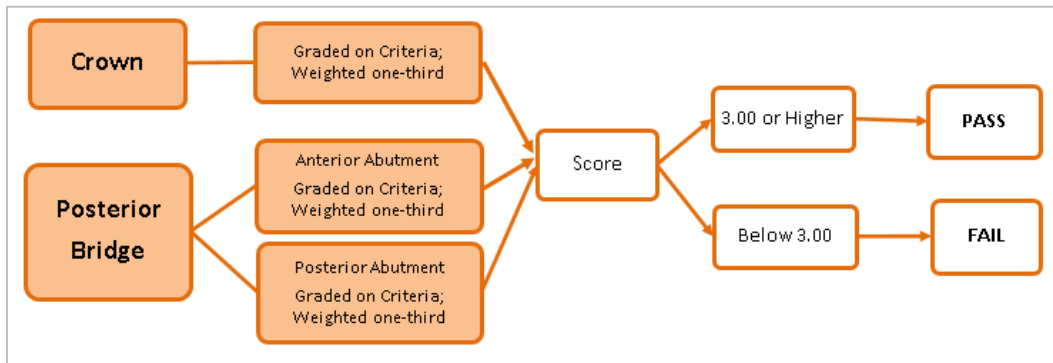 Crown
Graded on Criteria;
Weighted one-third
Posterior
Bridge
Anterior Abutment
Graded on Criteria;
Weighted one-third
Posterior Abutment
Graded on Criteria;
Weighted one-third
Score
3.00 or Higher
PASS
Below 3.00
FAIL